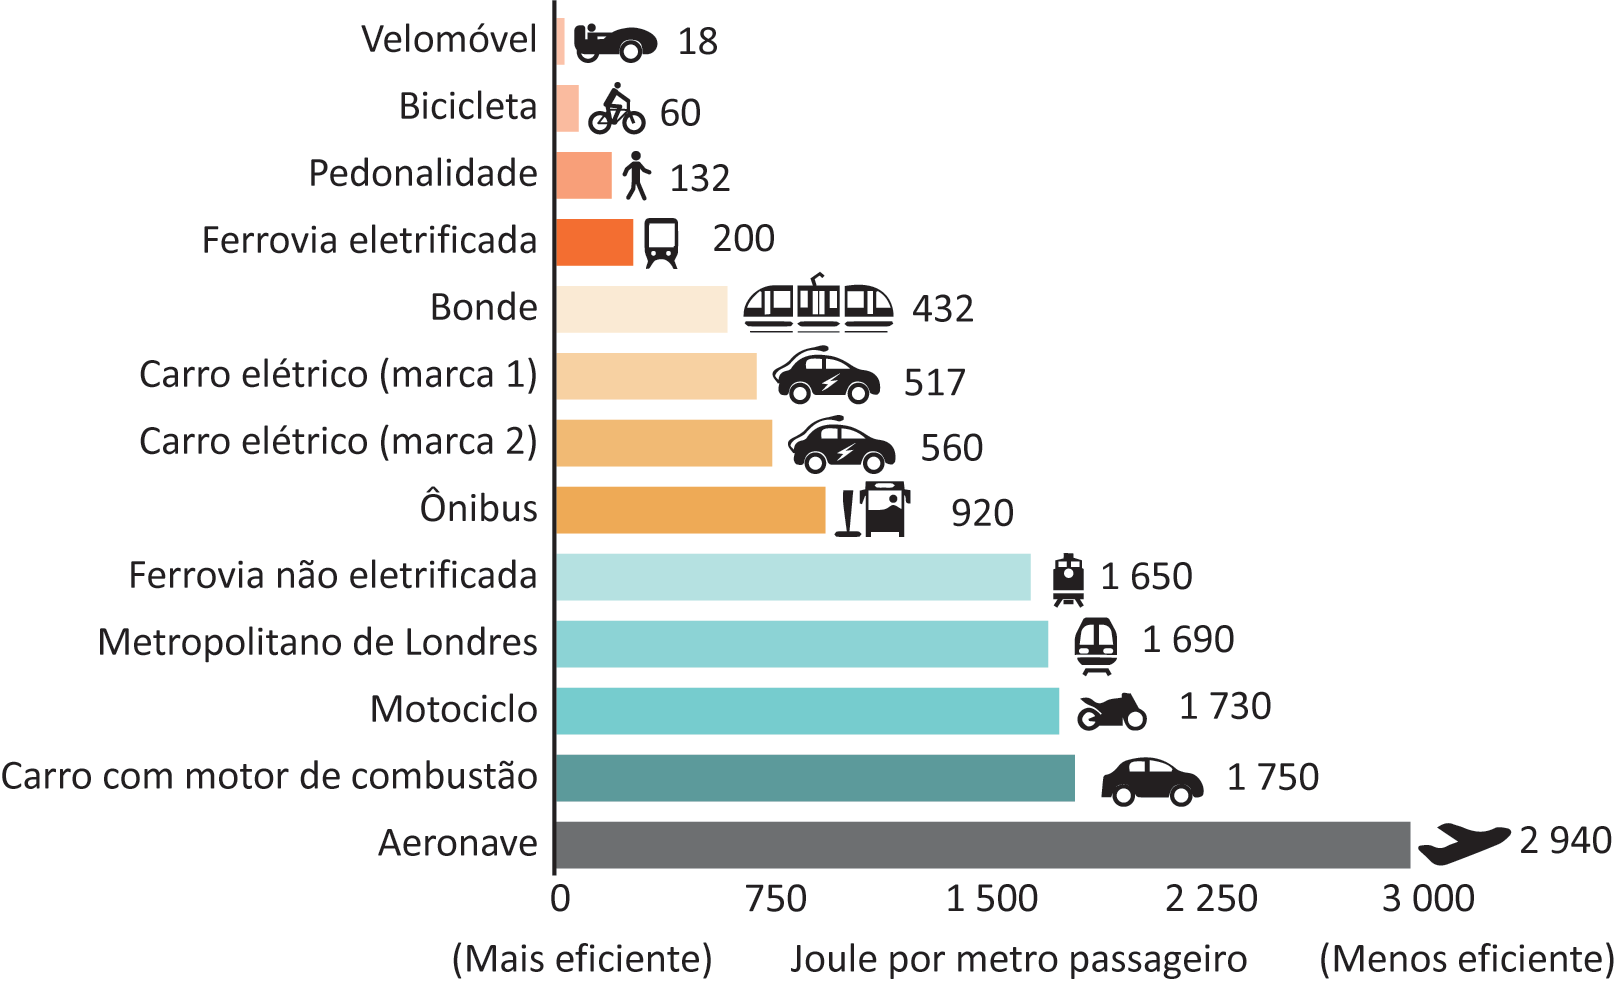 Velomóvel 18
Bicicleta 60
Pedonalidade 132
Ferrovia eletrificada 200
Bonde 432
Carro elétrico (marca 1) 517
Carro elétrico (marca 2) 560
Ônibus 920
Ferrovia não eletrificada 1 650
Metropolitano de Londres 1 690
Motociclo 1 730
Carro com motor de combustão 1 750
Aeronave 2 940
0 750 1 500 2 250 3 000
(Mais eficiente) Joule por metro passageiro (Menos eficiente)